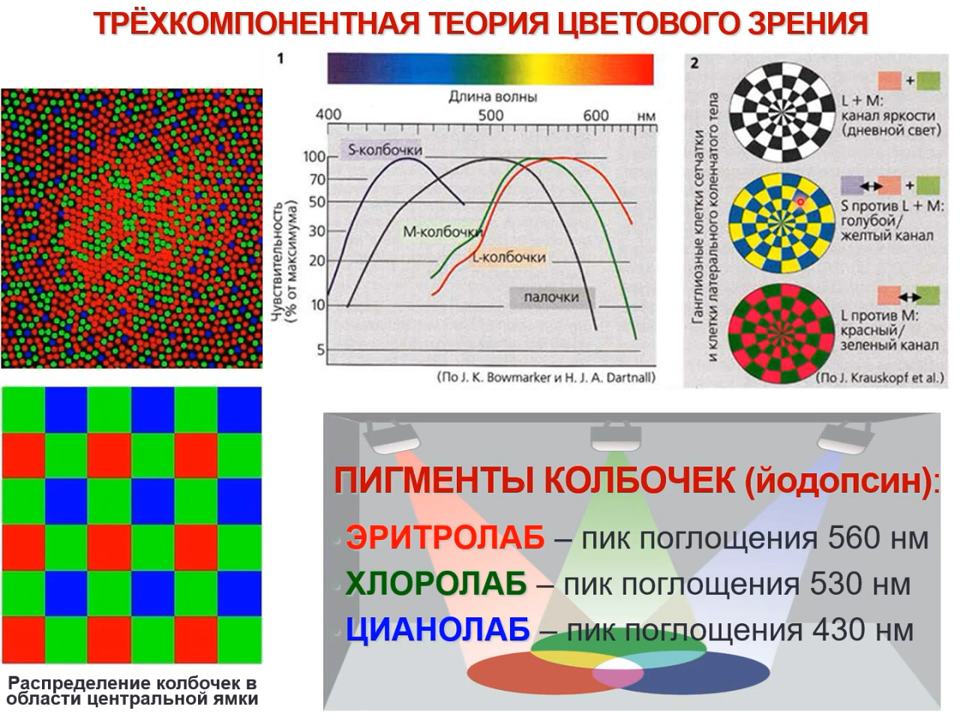 ТРЁХКОМПОНЕНТНАЯ ТЕОРИЯ ЦВЕТОВОГО ЗРЕНИЯ
1
Длина волны
400 500 600 нм
S-колбочки
М-колбочки
L-колбочки
палочки
100
70
50
30
20
10
5
Чувствительность
(% от максимума)
(По J. K. Bowmarker и H. J. A. Dartnall)
2
Ганглиозные клетки сетчатки
и клетки латерального коленчатого тела
+
L + M:
канал яркости
(дневной свет)
+
S против L + M:
голубой/
желтый канал
L против M:
красный/
зеленый канал
(По J. Krauskopf et al.)
Распределение колбочек в
области центральной ямки
ПИГМЕНТЫ КОЛБОЧЕК (йодопсин):
ЭРИТРОЛАБ – пик поглощения 560 нм
ХЛОРОЛАБ – пик поглощения 530 нм
ЦИАНОЛАБ – пик поглощения 430 нм